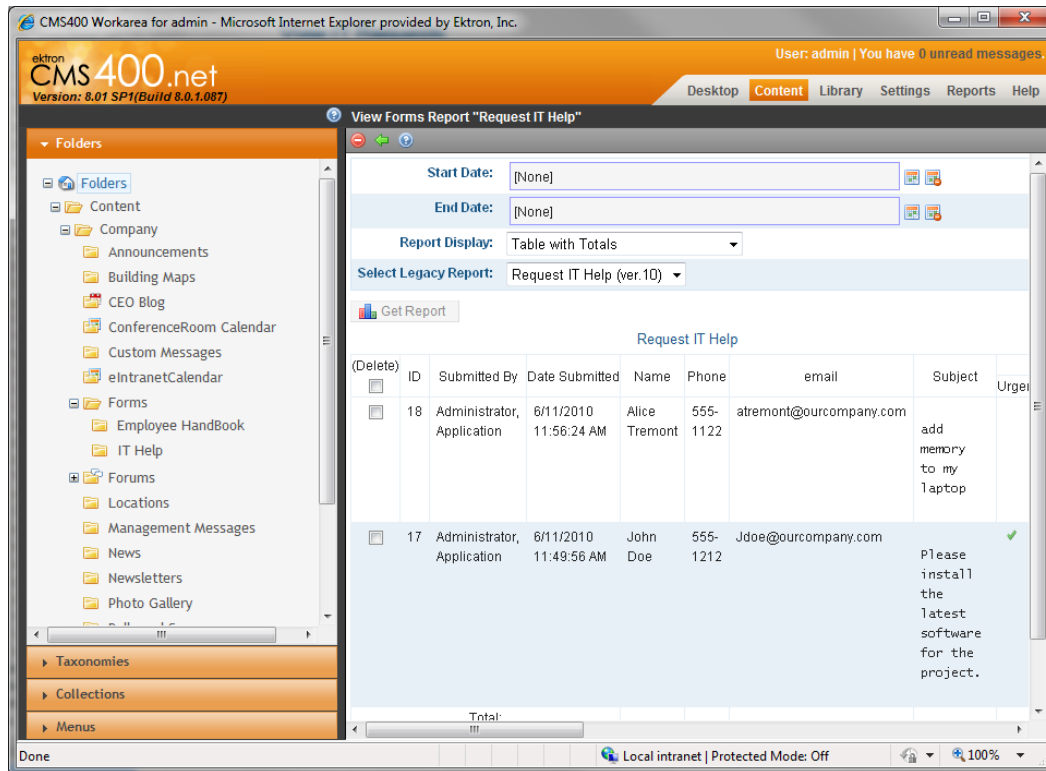 CMS400 Workarea for admin - Microsoft Internet Explorer provided by Ektron, Inc.
User: admin | You have 0 unread messages.
ektron
CMS400.net
Version: 8.01 SP1(Build 8.0.1.087)
Desktop Content Library Settings Reports Help
View Forms Report "Request IT Help"
Folders
Folders
Content
Company
Announcements
Building Maps
CEO Blog
ConferenceRoom Calendar
Custom Messages
eIntranetCalendar
Forms
Employee HandBook
IT Help
Forums
Locations
Management Messages
News
Newsletters
Photo Gallery
Taxonomies
Collections
Menus
Start Date: [None]
End Date: [None]
Report Display: Table with Totals
Select Legacy Report: Request IT Help (ver.10)
Get Report
Request IT Help
(Delete) ID Submitted By Date Submitted Name Phone email Subject
18 Administrator, 6/11/2010 Alice 555- atremont@ourcompany.com
Application 11:56:24 AM Tremont 1122
add
memory
to my
laptop
17 Administrator, 6/11/2010 John 555- Jdoe@ourcompany.com
Application 11:49:56 AM Doe 1212
Please
install
the
latest
software
for the
project.
Total:
Done Local intranet | Protected Mode: Off 100%